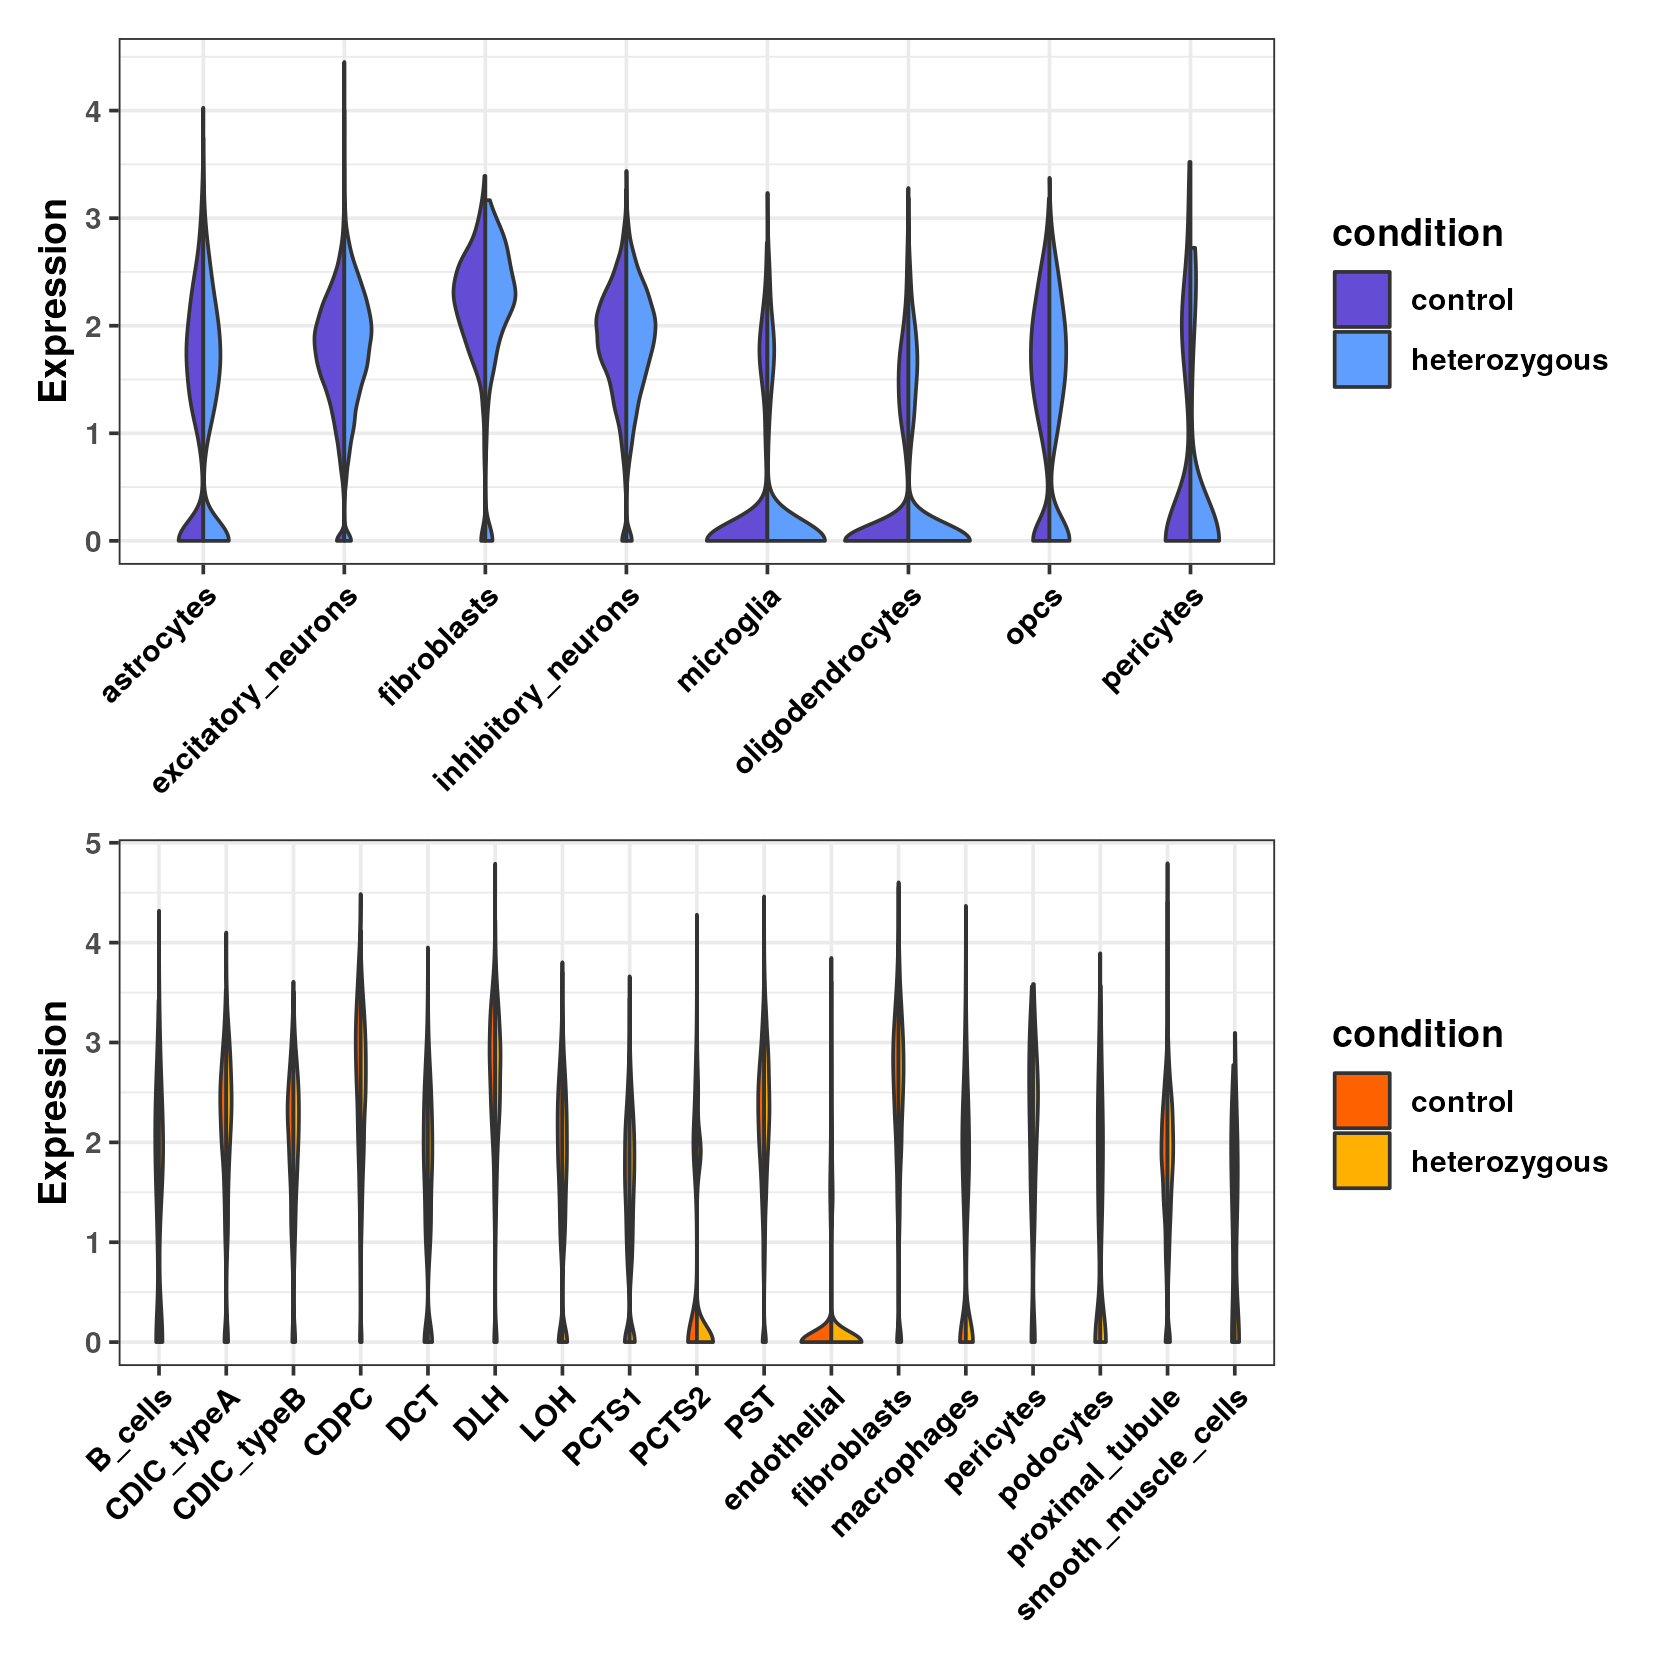 Expression
4
3
2
1
0
astrocytes
excitatory_neurons
fibroblasts
inhibitory_neurons
microglia
oligodendrocytes
opcs
pericytes
condition
control
heterozygous
Expression
5
4
3
2
1
0
B_cells
CDIC_typeA
CDIC_typeB
CDPC
DCT
DLH
LOH
PCTS1
PCTS2
PST
endothelial
fibroblasts
macrophages
pericytes
podocytes
proximal_tubule
smooth_muscle_cells
condition
control
heterozygous